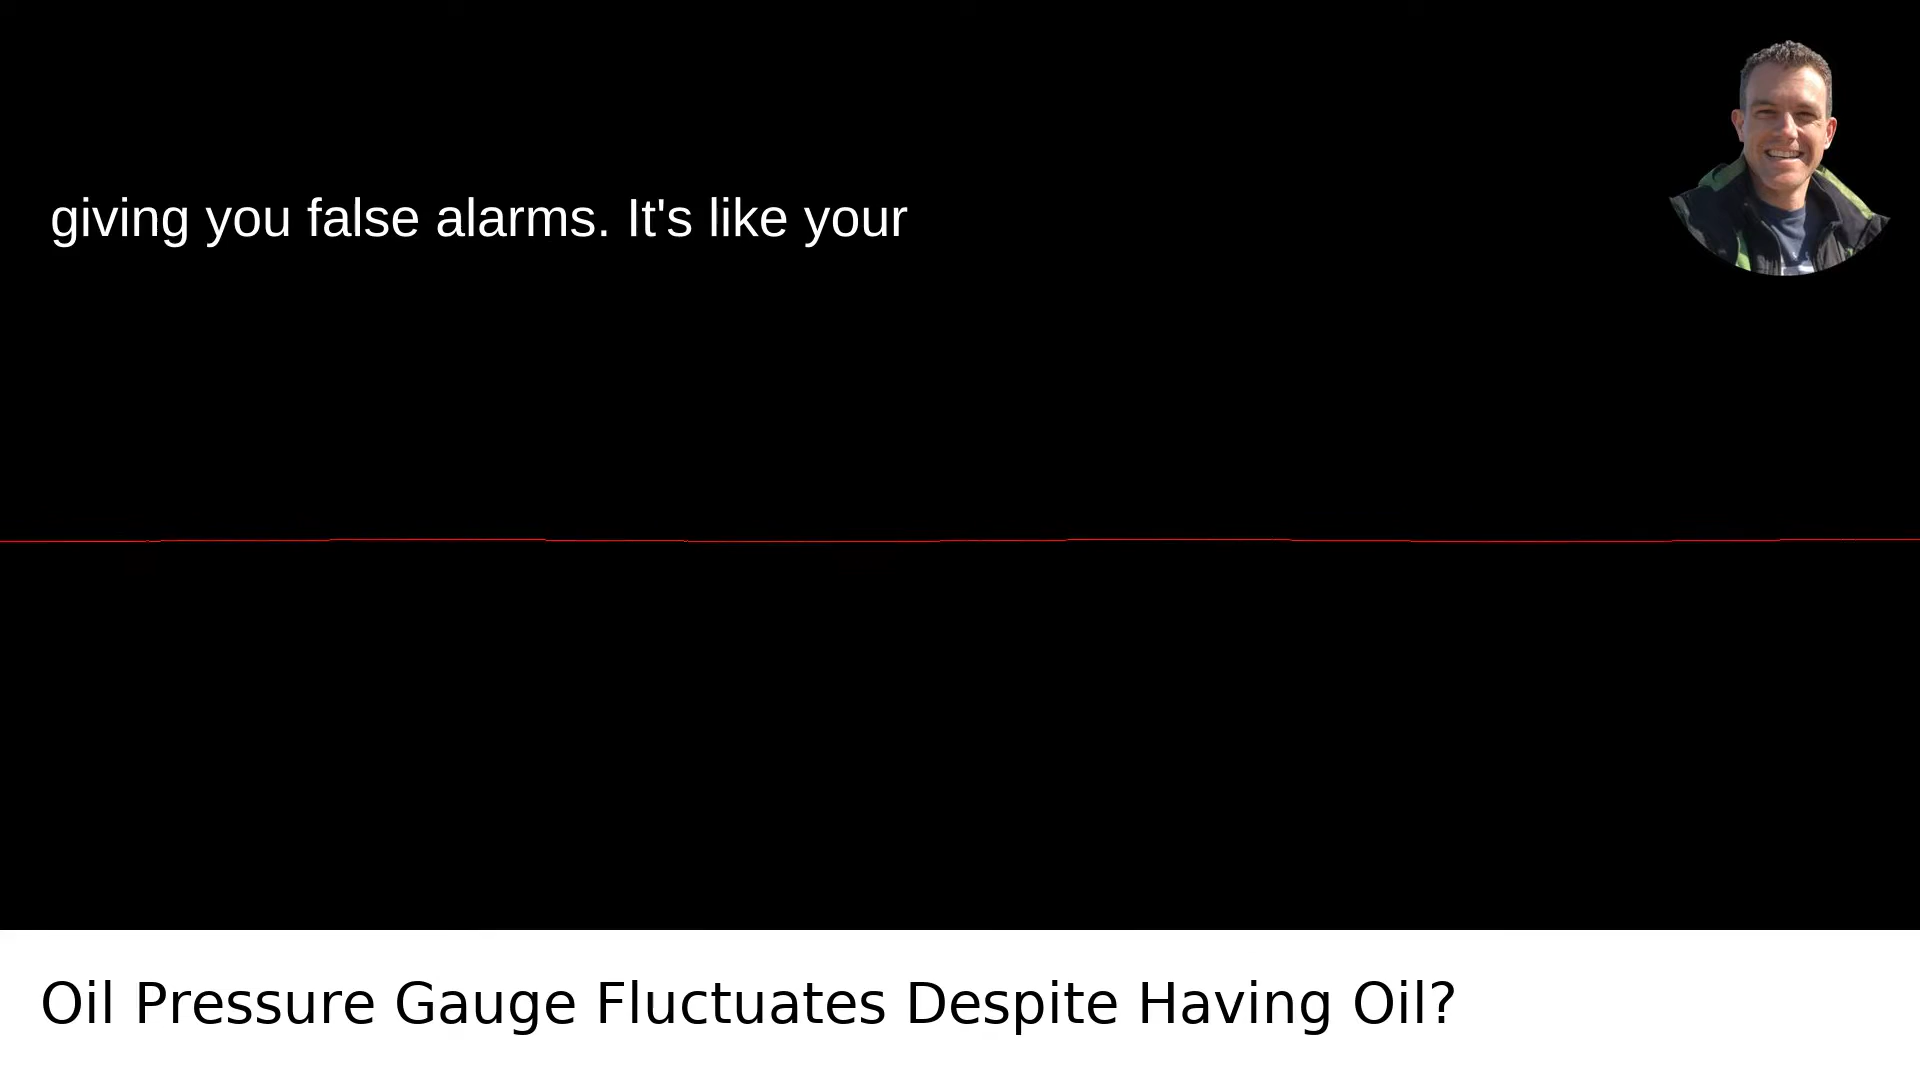 giving you false alarms. It's like your
Oil Pressure Gauge Fluctuates Despite Having Oil?